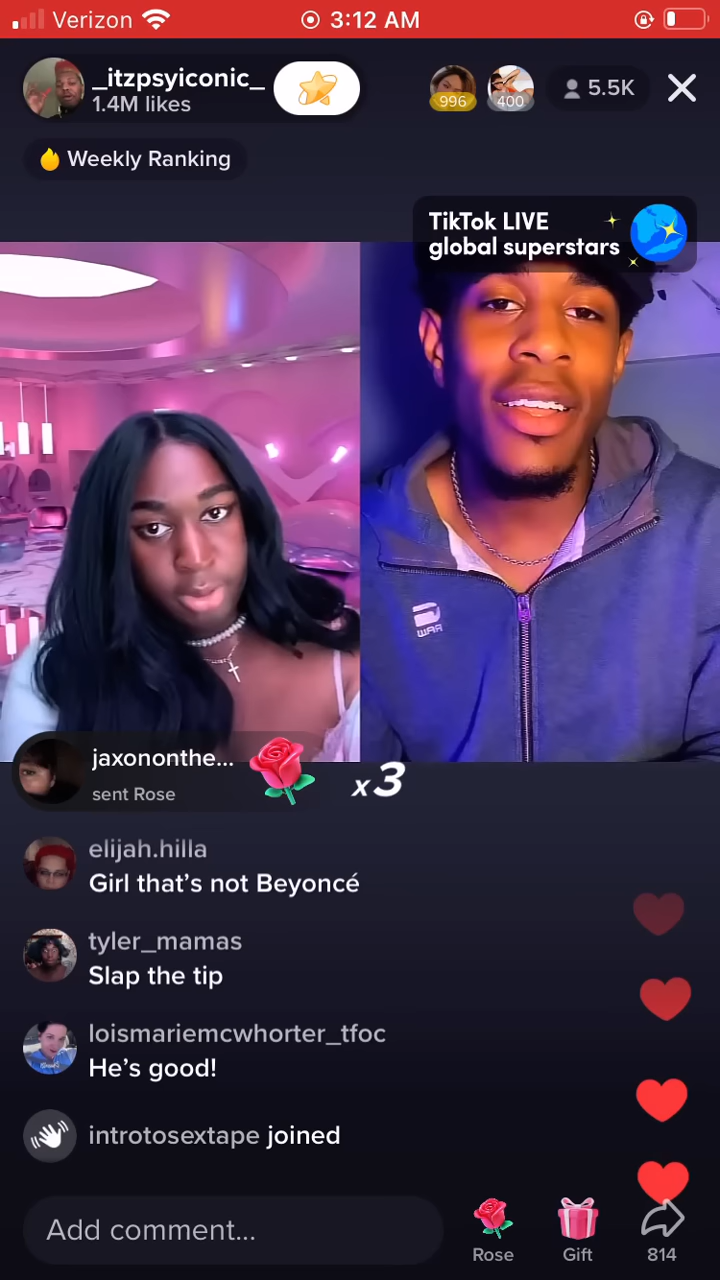 Verizon
3:12 AM
_itzpsyiconic_
1.4M likes
996
400
5.5K
Weekly Ranking
TikTok LIVE
global superstars
WAR
jaxononthe...
sent Rose
x3
elijah.hilla
Girl that's not Beyoncé
tyler_mamas
Slap the tip
loismariemcwhorter_tfoc
He's good!
introtosextape joined
Add comment...
Rose
Gift
814